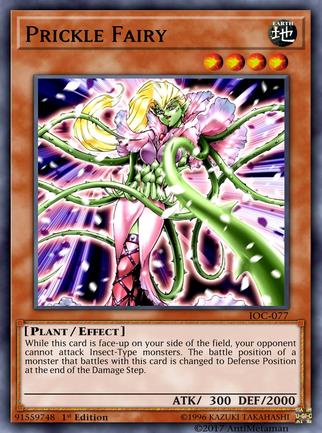 Prickle Fairy
EARTH
地
IOC-077
[Plant / Effect]
While this card is face-up on your side of the field, your opponent
cannot attack Insect-Type monsters. The battle position of a
monster that battles with this card is changed to Defense Position
at the end of the Damage Step.
ATK/ 300 DEF/2000
91559748 1st Edition ©1996 KAZUKI TAKAHASHI
©2017 AntiMetaman